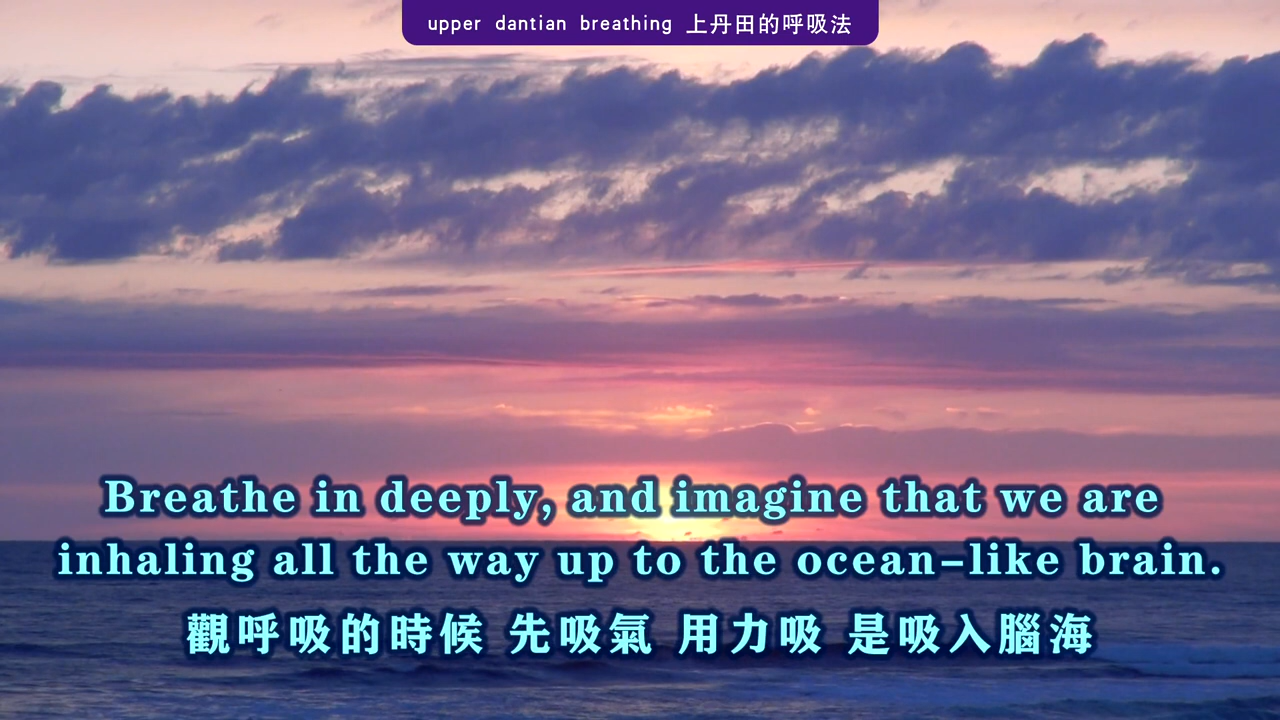 upper dantian breathing 上丹田的呼吸法
Breathe in deeply, and imagine that we are
inhaling all the way up to the ocean-like brain.
觀呼吸的時候 先吸氣 用力吸 是吸入腦海